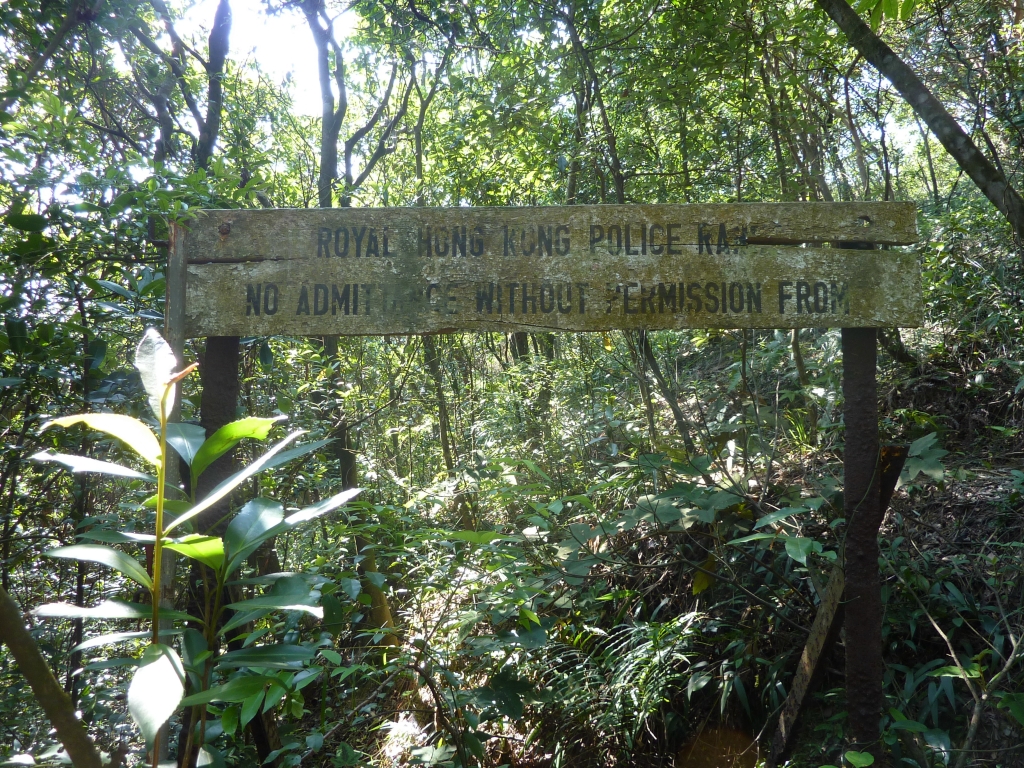 ROYAL HONG KONG POLICE
NO ADMITTANCE WITHOUT PERMISSION FROM